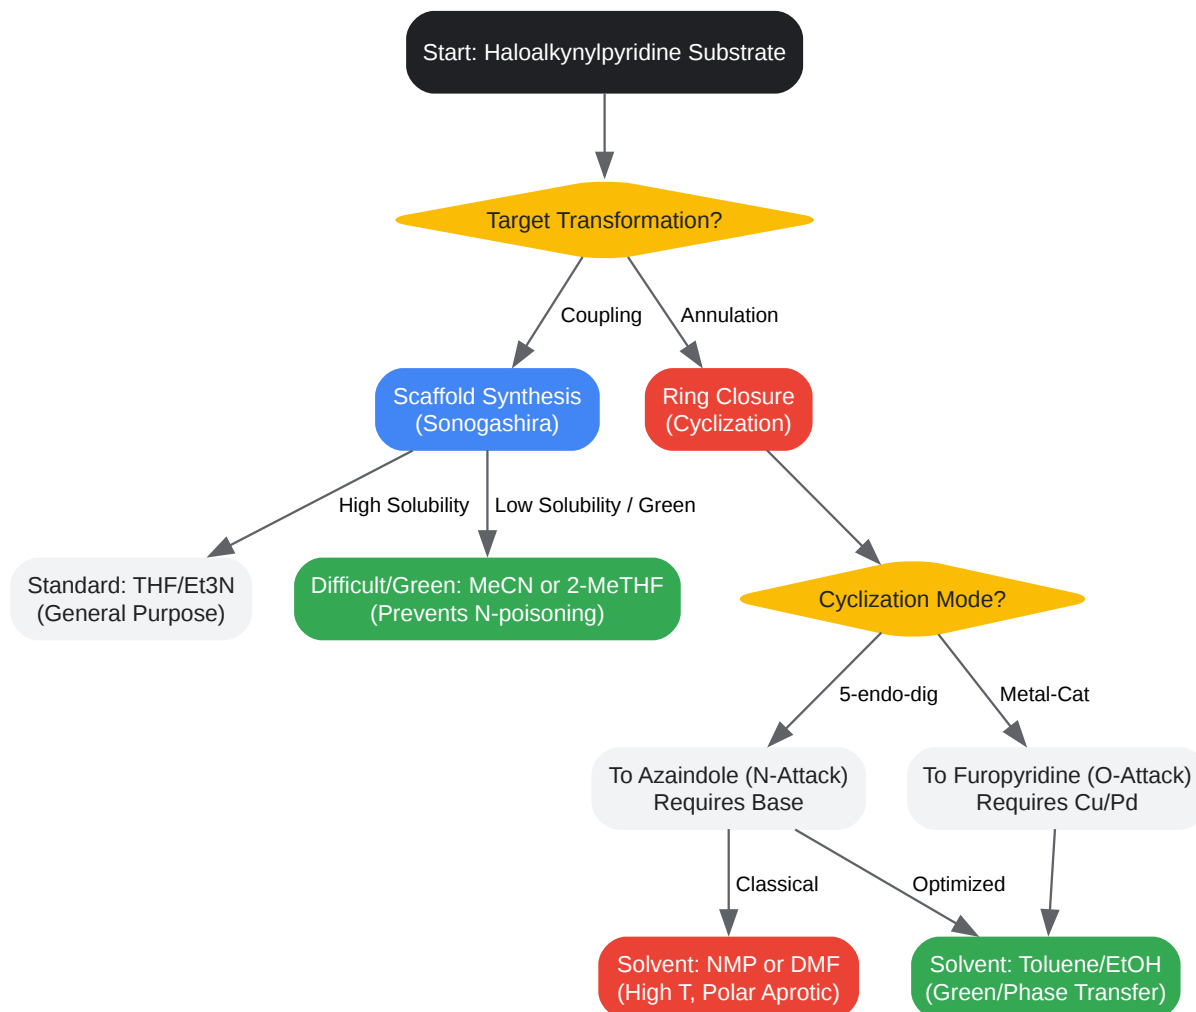 Start: Haloalkynylpyridine Substrate
Target Transformation?
Coupling
Annulation
Scaffold Synthesis
(Sonogashira)
Ring Closure
(Cyclization)
High Solubility
Low Solubility / Green
Standard: THF/Et3N
(General Purpose)
Difficult/Green: MeCN or 2-MeTHF
(Prevents N-poisoning)
Cyclization Mode?
5-endo-dig
Metal-Cat
To Azaindole (N-Attack)
Requires Base
To Furopyridine (O-Attack)
Requires Cu/Pd
Classical
Optimized
Solvent: NMP or DMF
(High T, Polar Aprotic)
Solvent: Toluene/EtOH
(Green/Phase Transfer)